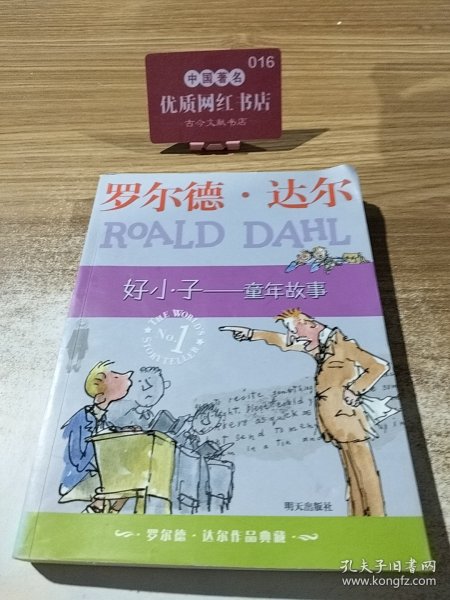 016
中国著名
优质网红书店
古今文献书店
罗尔德·达尔
ROALD DAHL
好小子——童年故事
THE WORLD'S
No.1
STORYTELLER
明天出版社
·罗尔德·达尔作品典藏·
孔夫子旧书网
www.kongfz.com